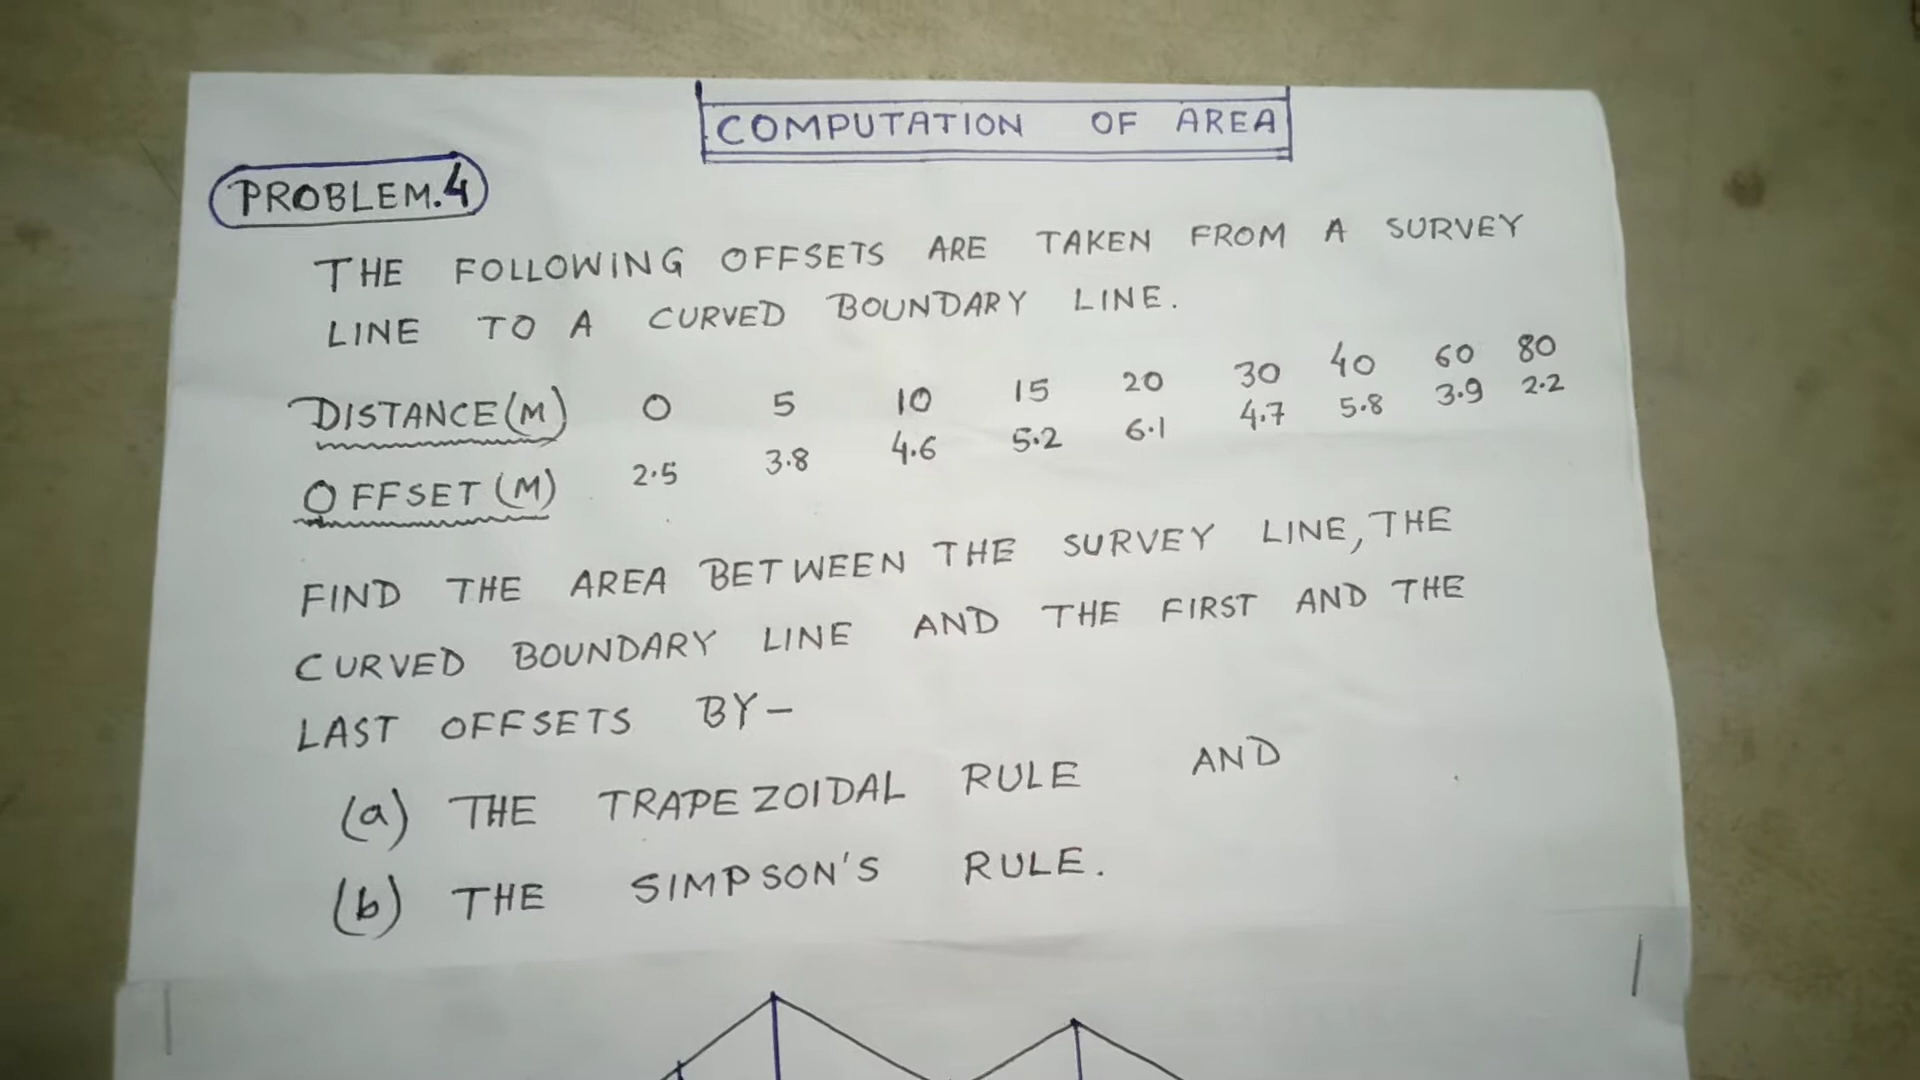 COMPUTATION OF AREA
PROBLEM.4
THE FOLLOWING OFFSETS ARE TAKEN FROM A SURVEY
LINE TO A CURVED BOUNDARY LINE.
DISTANCE(M) 0 5 10 15 20 30 40 60 80
OFFSET(M) 2.5 3.8 4.6 5.2 6.1 4.7 5.8 3.9 2.2
FIND THE AREA BETWEEN THE SURVEY LINE, THE
CURVED BOUNDARY LINE AND THE FIRST AND THE
LAST OFFSETS BY-
(a) THE TRAPEZOIDAL RULE AND
(b) THE SIMPSON'S RULE.